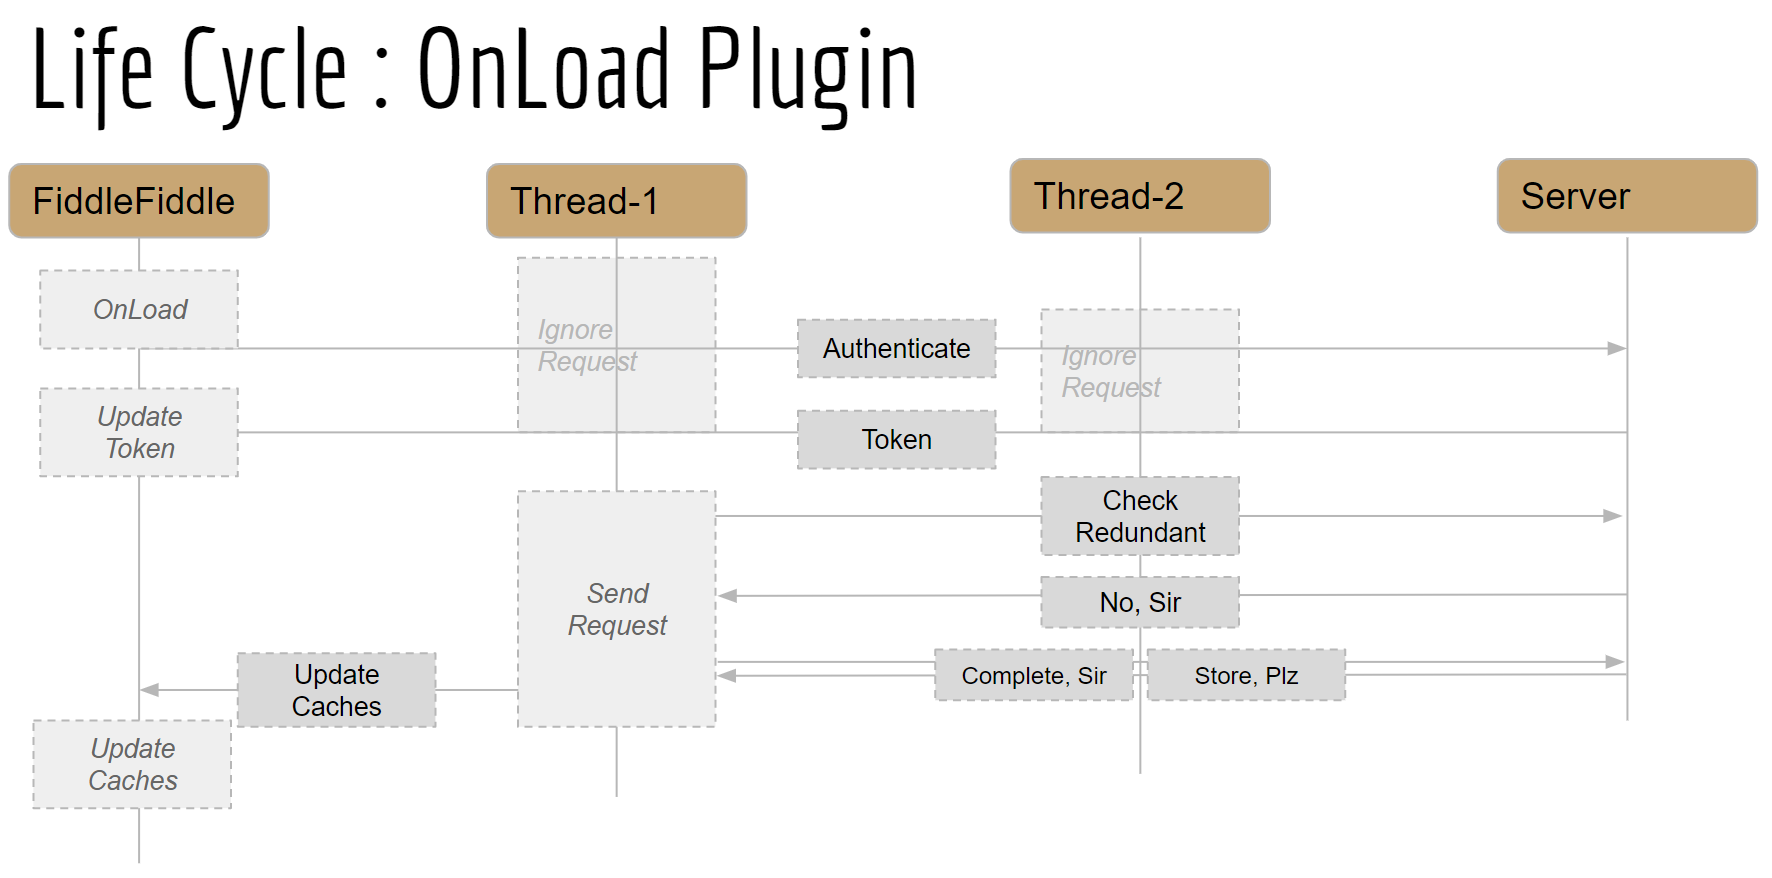 Life Cycle : OnLoad Plugin
FiddleFiddle
Thread-1
Thread-2
Server
OnLoad
Ignore
Request
Authenticate
Ignore
Request
Update
Token
Token
Check
Redundant
Send
Request
No, Sir
Update
Caches
Complete, Sir
Store, Plz
Update
Caches